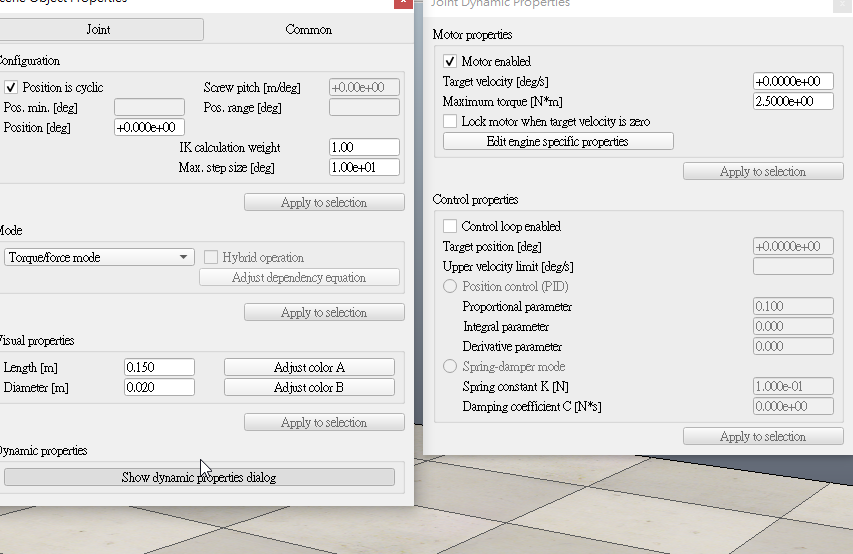 Scene Object Properties
Joint
Common
Configuration
Position is cyclic
Screw pitch [m/deg]
+0.00e+00
Pos. min. [deg]
Pos. range [deg]
Position [deg]
+0.000e+00
IK calculation weight
1.00
Max. step size [deg]
1.00e+01
Apply to selection
Mode
Torque/force mode
Hybrid operation
Adjust dependency equation
Apply to selection
Visual properties
Length [m]
0.150
Adjust color A
Diameter [m]
0.020
Adjust color B
Apply to selection
Dynamic properties
Show dynamic properties dialog
Joint Dynamic Properties
Motor properties
Motor enabled
Target velocity [deg/s]
+0.0000e+00
Maximum torque [N*m]
2.5000e+00
Lock motor when target velocity is zero
Edit engine specific properties
Apply to selection
Control properties
Control loop enabled
Target position [deg]
+0.0000e+00
Upper velocity limit [deg/s]
Position control (PID)
Proportional parameter
0.100
Integral parameter
0.000
Derivative parameter
0.000
Spring-damper mode
Spring constant K [N]
1.000e-01
Damping coefficient C [N*s]
0.000e+00
Apply to selection